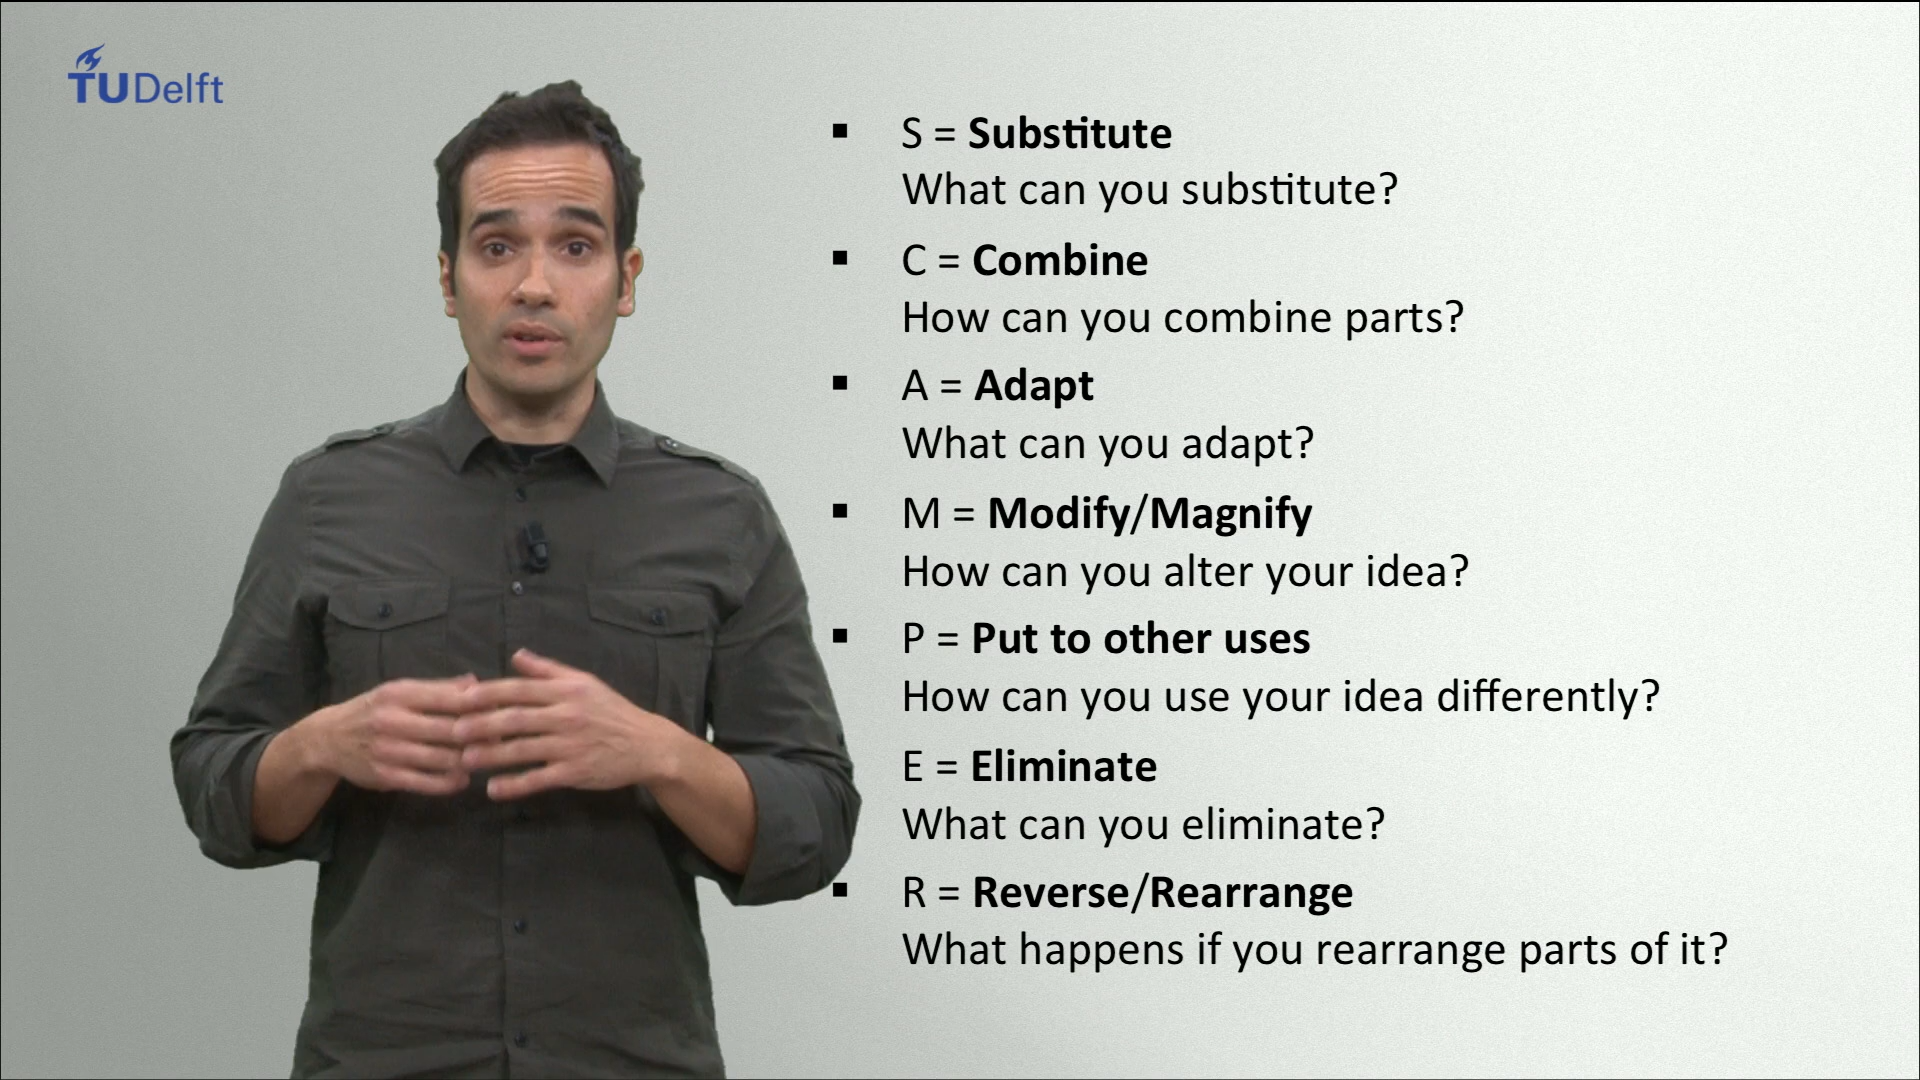 TU Delft
▪ S = Substitute
What can you substitute?
▪ C = Combine
How can you combine parts?
▪ A = Adapt
What can you adapt?
▪ M = Modify/Magnify
How can you alter your idea?
▪ P = Put to other uses
How can you use your idea differently?
E = Eliminate
What can you eliminate?
▪ R = Reverse/Rearrange
What happens if you rearrange parts of it?